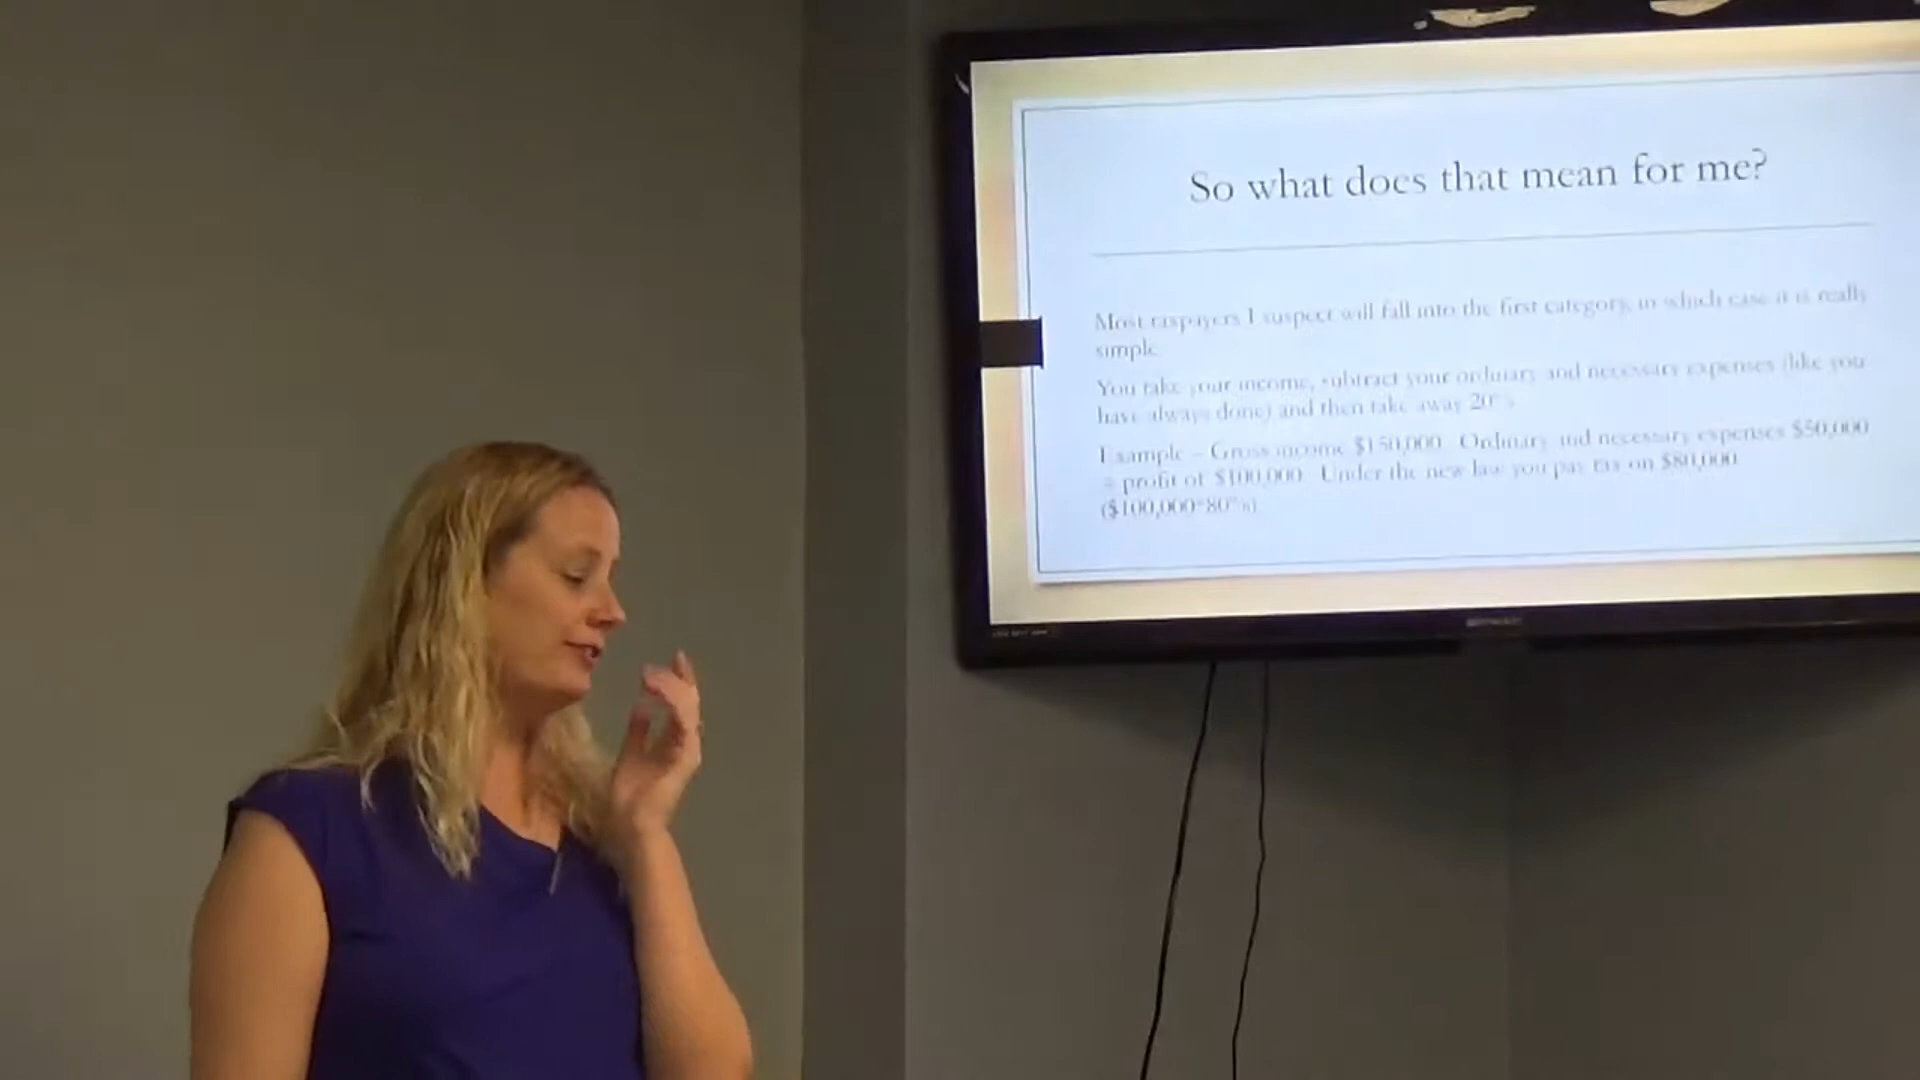 So what does that mean for me?
Most taxpayers I suspect will fall into the first category, in which case it is really
simple.
You take your income, subtract your ordinary and necessary expenses (like you
have always done) and then take away 20%.
Example – Gross income $150,000 Ordinary and necessary expenses $50,000
= profit of $100,000 Under the new law you pay tax on $80,000
($100,000*80%)